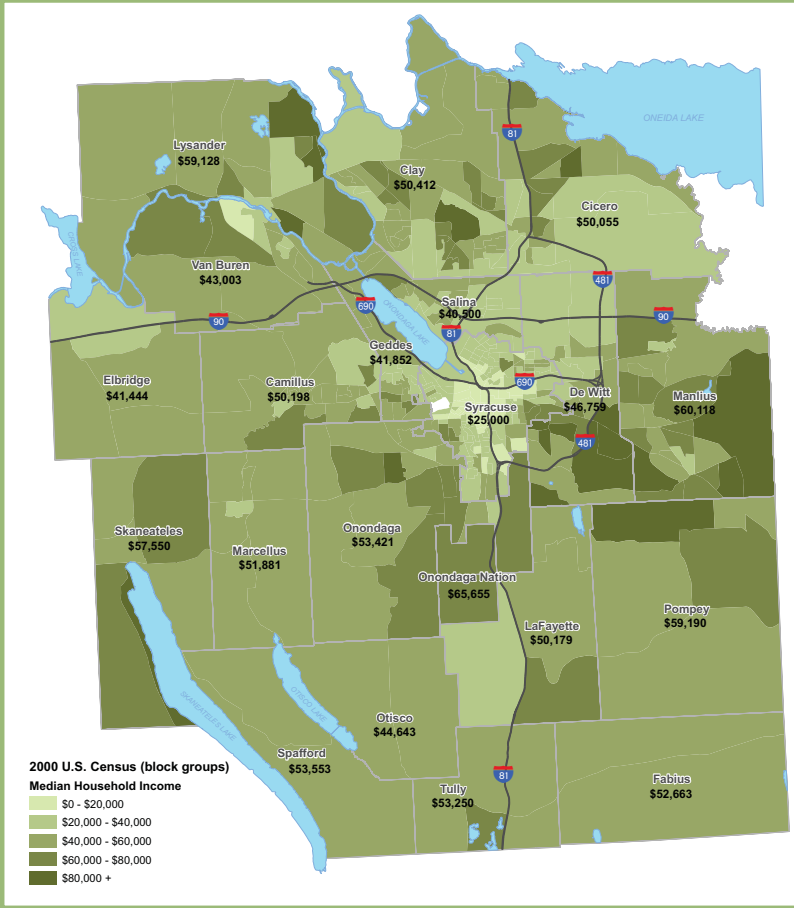 ONEIDA LAKE
81
Lysander
$59,128
Clay
$50,412
Cicero
$50,055
CROSS LAKE
Van Buren
$43,003
481
690
ONONDAGA LAKE
Salina
$40,500
90
90
81
Geddes
$41,852
Elbridge
$41,444
Camillus
$50,198
690
De Witt
$46,759
Manlius
$60,118
Syracuse
$25,000
481
Skaneateles
$57,550
Marcellus
$51,881
Onondaga
$53,421
Onondaga Nation
$65,655
LaFayette
$50,179
Pompey
$59,190
SKANEATELES LAKE
OTISCO LAKE
Otisco
$44,643
Spafford
$53,553
81
Tully
$53,250
Fabius
$52,663
2000 U.S. Census (block groups)
Median Household Income
$0 - $20,000
$20,000 - $40,000
$40,000 - $60,000
$60,000 - $80,000
$80,000 +